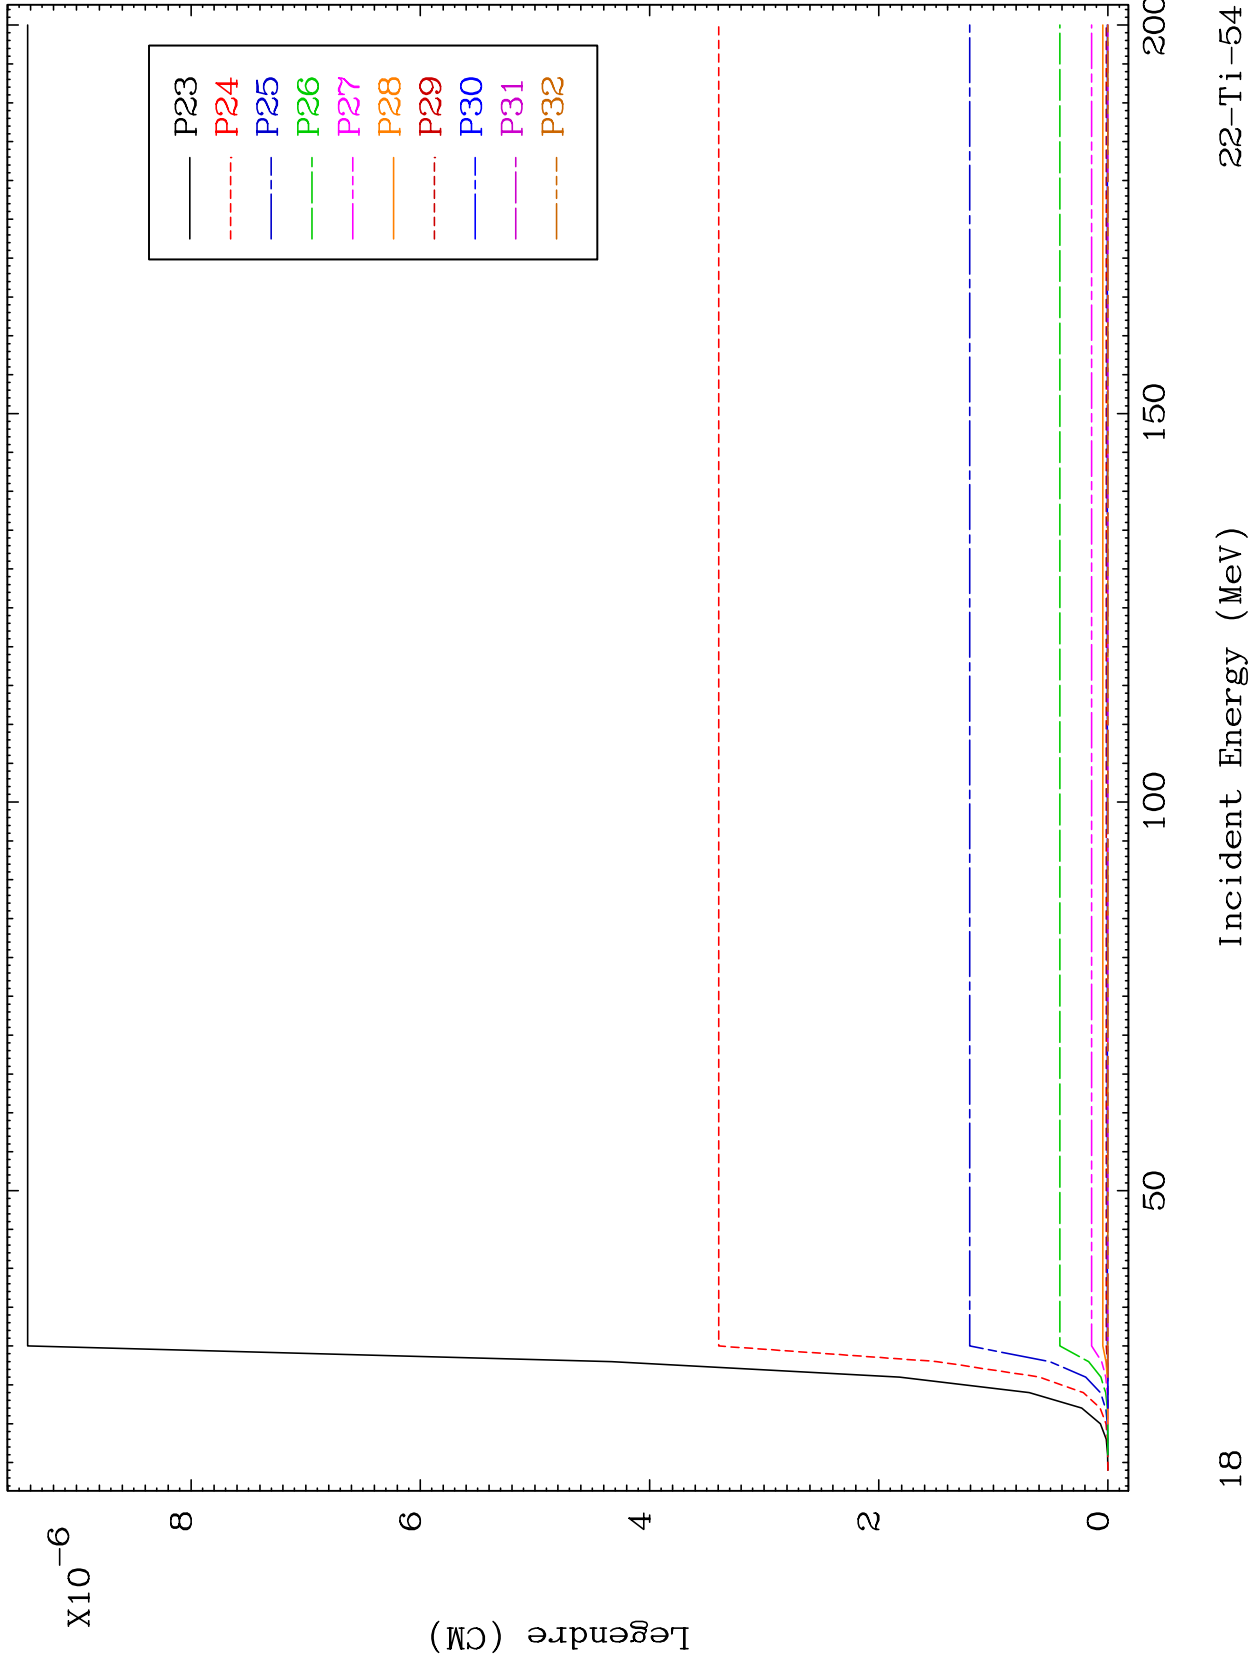 X10-6
8
6
4
2
0
Legendre (CM)
P23
P24
P25
P26
P27
P28
P29
P30
P31
P32
50
100
150
200
Incident Energy (MeV)
18
22-Ti-54